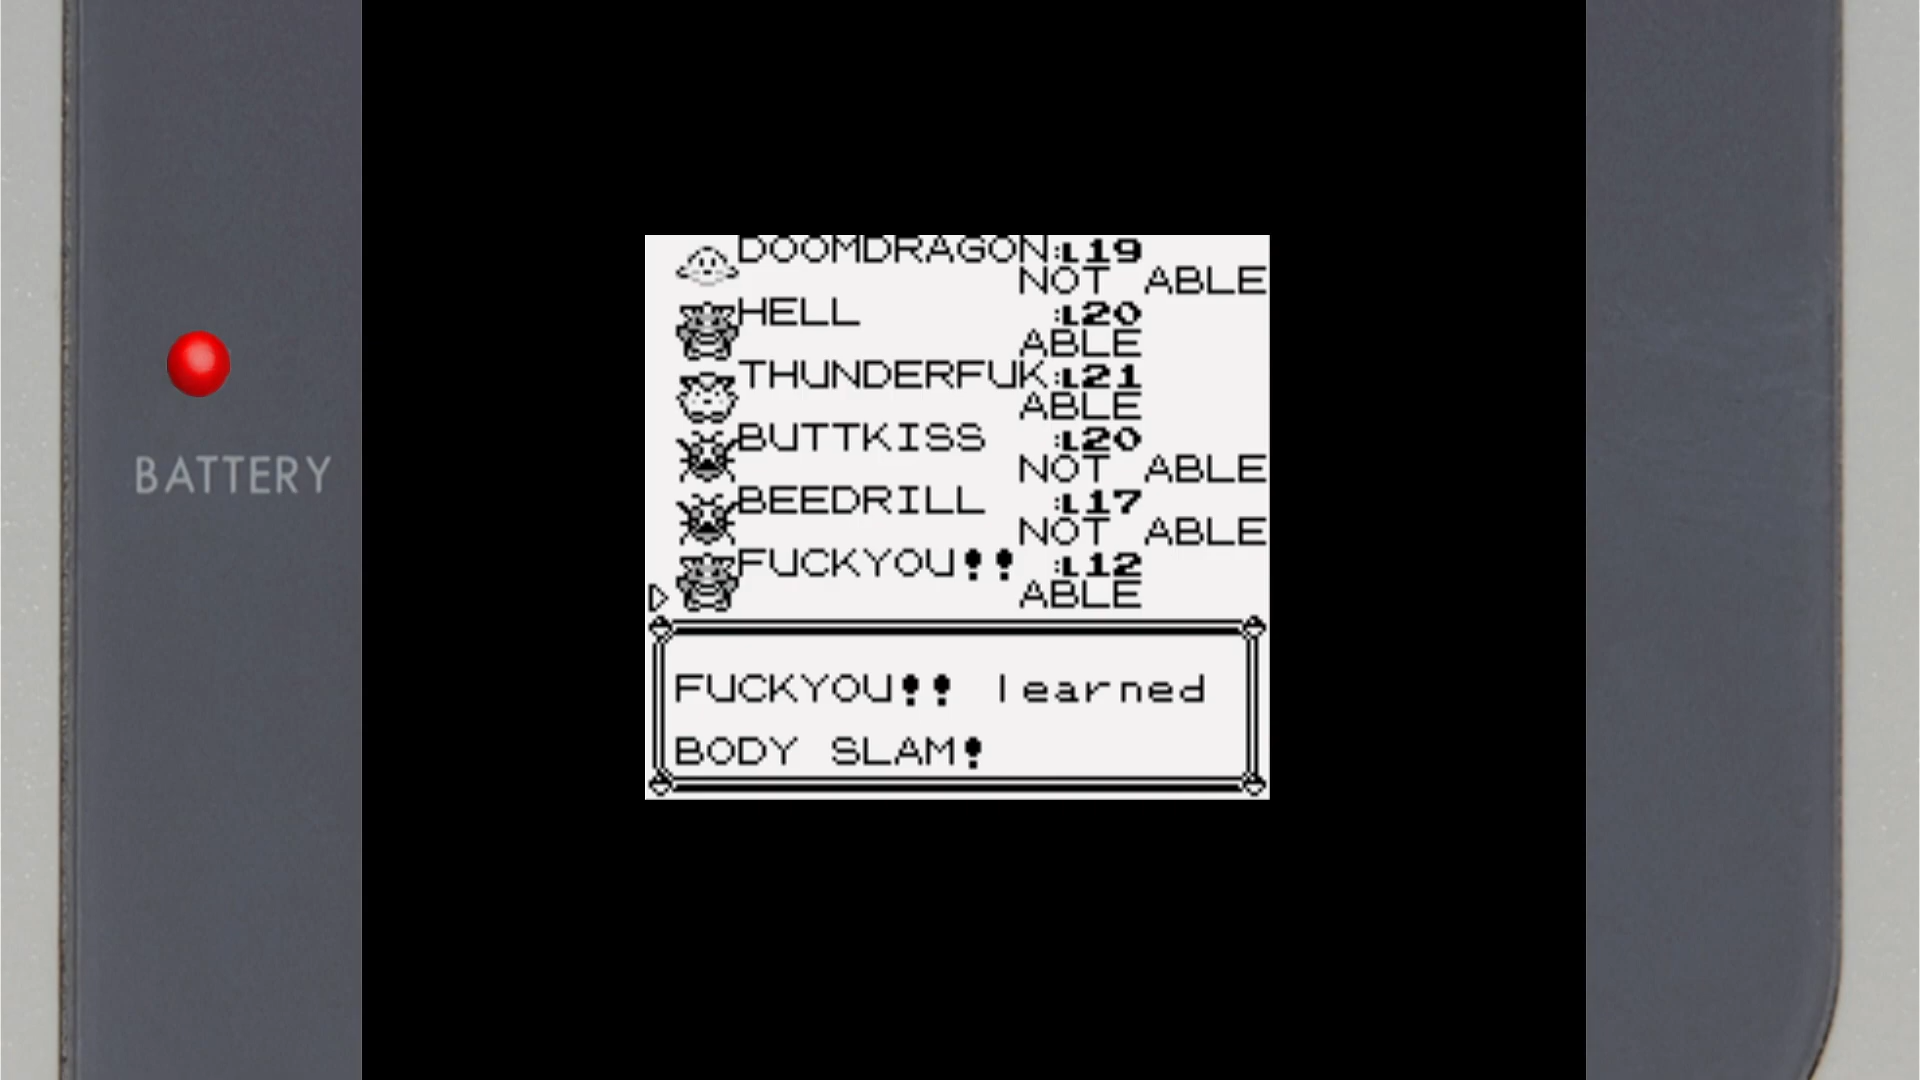 DOOMDRAGON :L19
NOT ABLE
HELL :L20
ABLE
THUNDERFUK :L21
ABLE
BUTTKISS :L20
NOT ABLE
BEEDRILL :L17
NOT ABLE
FUCKYOU!! :L12
ABLE
FUCKYOU!! learned
BODY SLAM!
BATTERY